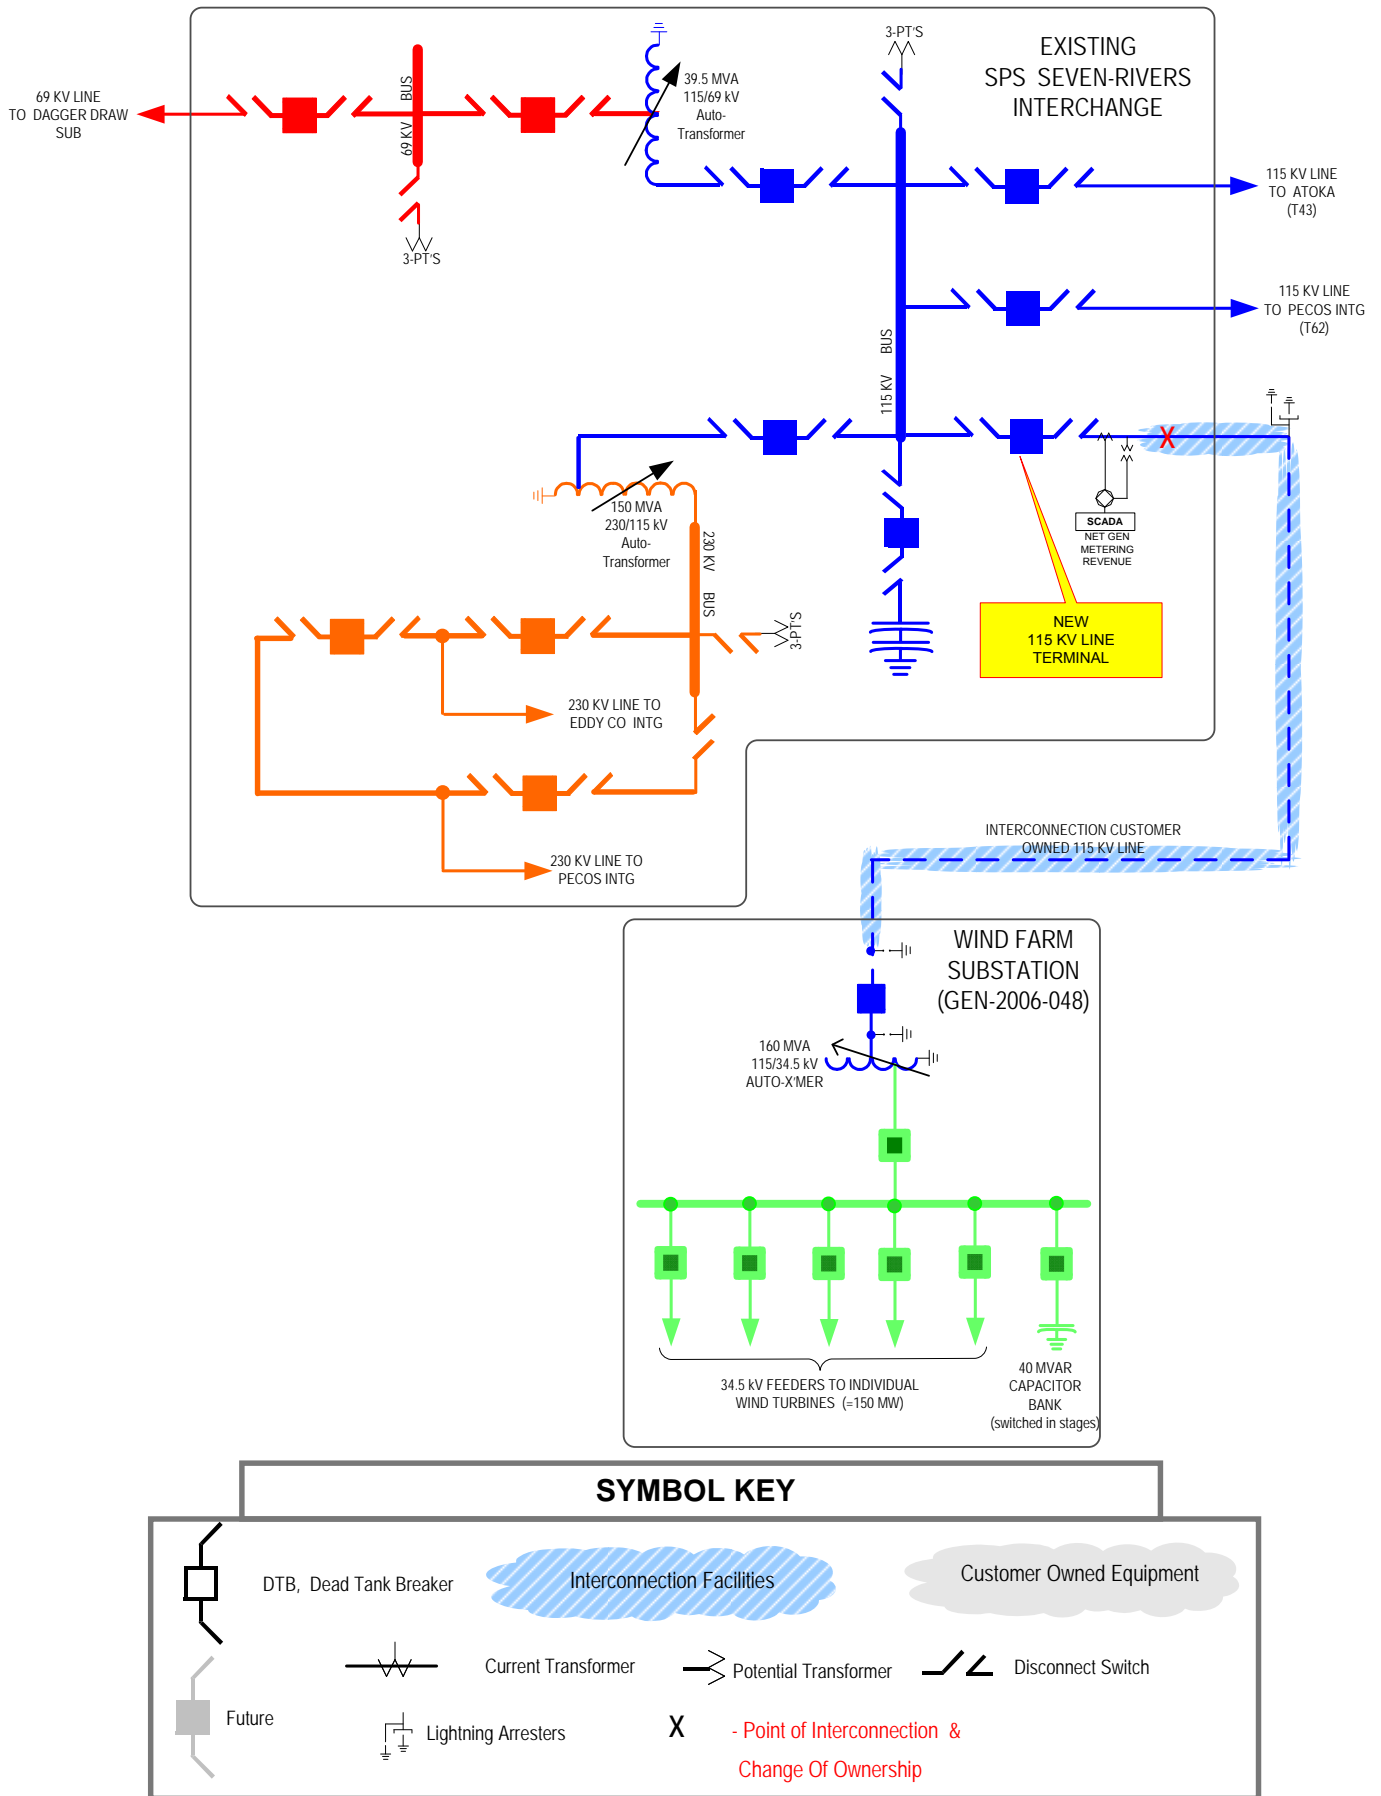 3-PT'S
EXISTING
SPS SEVEN-RIVERS
INTERCHANGE
69 KV LINE
TO DAGGER DRAW
SUB
69 KV BUS
39.5 MVA
115/69 kV
Auto-
Transformer
3-PT'S
115 KV LINE
TO ATOKA
(T43)
115 KV LINE
TO PECOS INTG
(T62)
115 KV BUS
X
150 MVA
230/115 kV
Auto-
Transformer
230 KV BUS
SCADA
NET GEN
METERING
REVENUE
NEW
115 KV LINE
TERMINAL
3-PT'S
230 KV LINE TO
EDDY CO INTG
230 KV LINE TO
PECOS INTG
INTERCONNECTION CUSTOMER
OWNED 115 KV LINE
WIND FARM
SUBSTATION
(GEN-2006-048)
160 MVA
115/34.5 kV
AUTO-X'MER
34.5 kV FEEDERS TO INDIVIDUAL
WIND TURBINES (=150 MW)
40 MVAR
CAPACITOR
BANK
(switched in stages)
SYMBOL KEY
DTB, Dead Tank Breaker
Interconnection Facilities
Customer Owned Equipment
Current Transformer
Potential Transformer
Disconnect Switch
Future
Lightning Arresters
X - Point of Interconnection &
Change Of Ownership